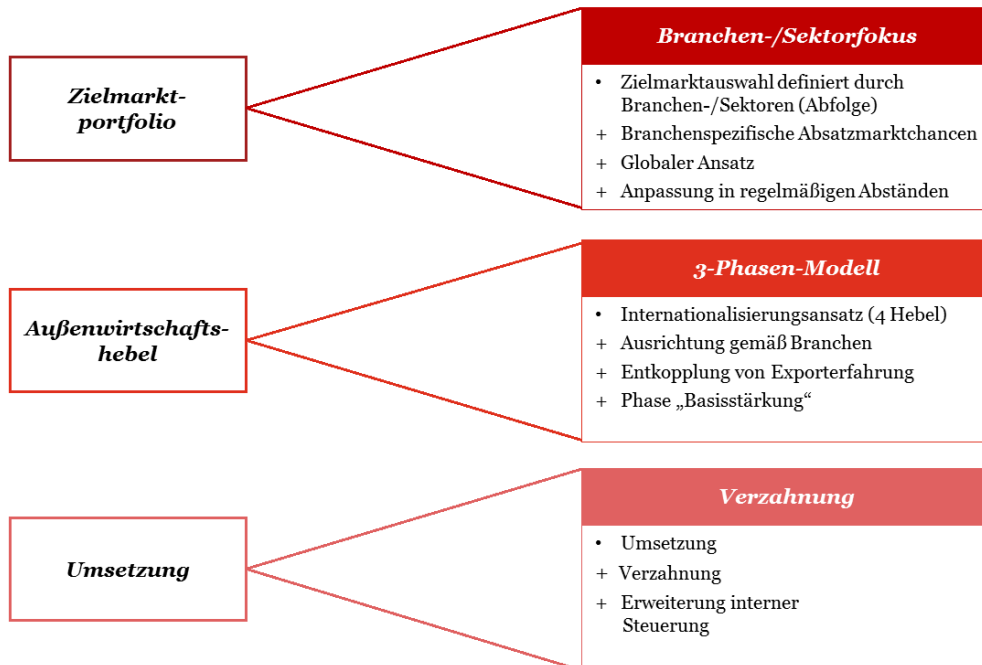 Zielmarkt-
portfolio
Branchen-/Sektorfokus
• Zielmarktauswahl definiert durch
Branchen-/Sektoren (Abfolge)
+ Branchenspezifische Absatzmarktchancen
+ Globaler Ansatz
+ Anpassung in regelmäßigen Abständen
Außenwirtschafts-
hebel
3-Phasen-Modell
• Internationalisierungsansatz (4 Hebel)
+ Ausrichtung gemäß Branchen
+ Entkopplung von Exporterfahrung
+ Phase „Basisstärkung“
Umsetzung
Verzahnung
• Umsetzung
+ Verzahnung
+ Erweiterung interner
Steuerung